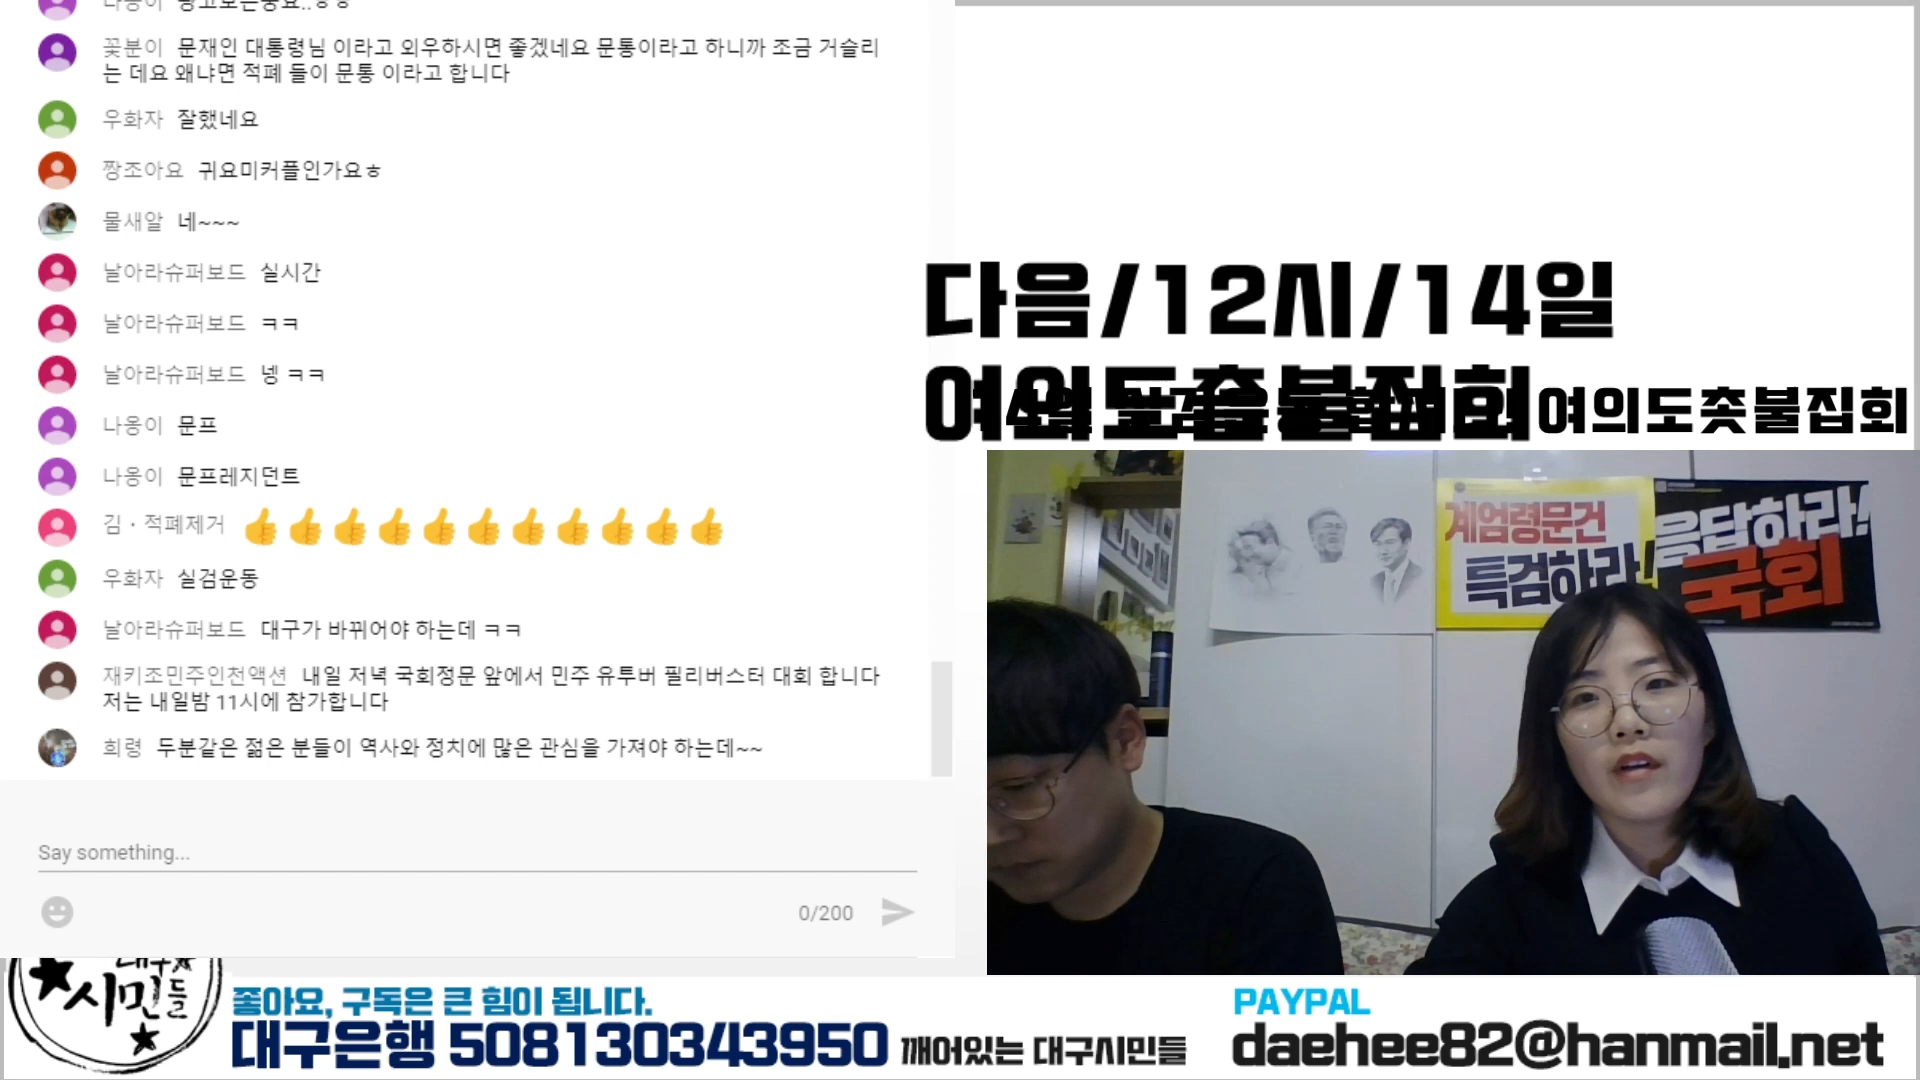 나옹이
꽃분이 문재인 대통령님 이라고 외우하시면 좋겠네요 문통이라고 하니까 조금 거슬리
는 데요 왜냐면 적폐 들이 문통 이라고 합니다
우화자 잘했네요
짱조아요 귀요미커플인가요ㅎ
물새알 네~~~
날아라슈퍼보드 실시간
날아라슈퍼보드 ㅋㅋ
날아라슈퍼보드 넹 ㅋㅋ
나옹이 문프
나옹이 문프레지던트
김 · 적폐제거 👍👍👍👍👍👍👍👍👍👍👍
우화자 실검운동
날아라슈퍼보드 대구가 바뀌어야 하는데 ㅋㅋ
재키조민주인천액션 내일 저녁 국회정문 앞에서 민주 유투버 필리버스터 대회 합니다
저는 내일밤 11시에 참가합니다
희령 두분같은 젊은 분들이 역사와 정치에 많은 관심을 가져야 하는데~~
Say something...
0/200
다음/12시/14일
여의도촛불집회
여의도촛불집회
계엄령문건
특검하라!
응답하라!
국회
대구
시민들
좋아요, 구독은 큰 힘이 됩니다.
대구은행 508130343950 깨어있는 대구시민들
PAYPAL
daehee82@hanmail.net